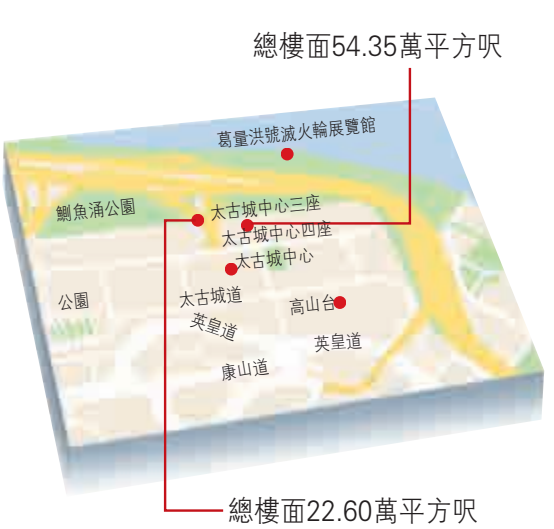 總樓面54.35萬平方呎
葛量洪號滅火輪展覽館
鰂魚涌公園
太古城中心三座
太古城中心四座
太古城中心
公園
太古城道
高山台
英皇道
英皇道
康山道
總樓面22.60萬平方呎